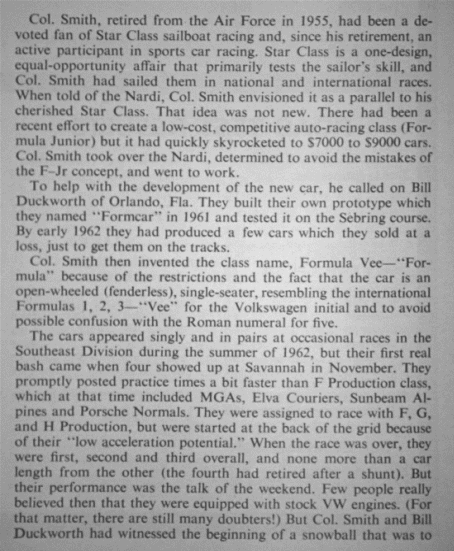 Col. Smith, retired from the Air Force in 1955, had been a de-
voted fan of Star Class sailboat racing and, since his retirement, an
active participant in sports car racing. Star Class is a one-design,
equal-opportunity affair that primarily tests the sailor's skill, and
Col. Smith had sailed them in national and international races.
When told of the Nardi, Col. Smith envisioned it as a parallel to his
cherished Star Class. That idea was not new. There had been a
recent effort to create a low-cost, competitive auto-racing class (For-
mula Junior) but it had quickly skyrocketed to $7000 to $9000 cars.
Col. Smith took over the Nardi, determined to avoid the mistakes of
the F-Jr concept, and went to work.
To help with the development of the new car, he called on Bill
Duckworth of Orlando, Fla. They built their own prototype which
they named "Formcar" in 1961 and tested it on the Sebring course.
By early 1962 they had produced a few cars which they sold at a
loss, just to get them on the tracks.
Col. Smith then invented the class name, Formula Vee—"For-
mula" because of the restrictions and the fact that the car is an
open-wheeled (fenderless), single-seater, resembling the international
Formulas 1, 2, 3—"Vee" for the Volkswagen initial and to avoid
possible confusion with the Roman numeral for five.
The cars appeared singly and in pairs at occasional races in the
Southeast Division during the summer of 1962, but their first real
bash came when four showed up at Savannah in November. They
promptly posted practice times a bit faster than F Production class,
which at that time included MGAs, Elva Couriers, Sunbeam Al-
pines and Porsche Normals. They were assigned to race with F, G,
and H Production, but were started at the back of the grid because
of their "low acceleration potential." When the race was over, they
were first, second and third overall, and none more than a car
length from the other (the fourth had retired after a shunt). But
their performance was the talk of the weekend. Few people really
believed then that they were equipped with stock VW engines. (For
that matter, there are still many doubters!) But Col. Smith and Bill
Duckworth had witnessed the beginning of a snowball that was to